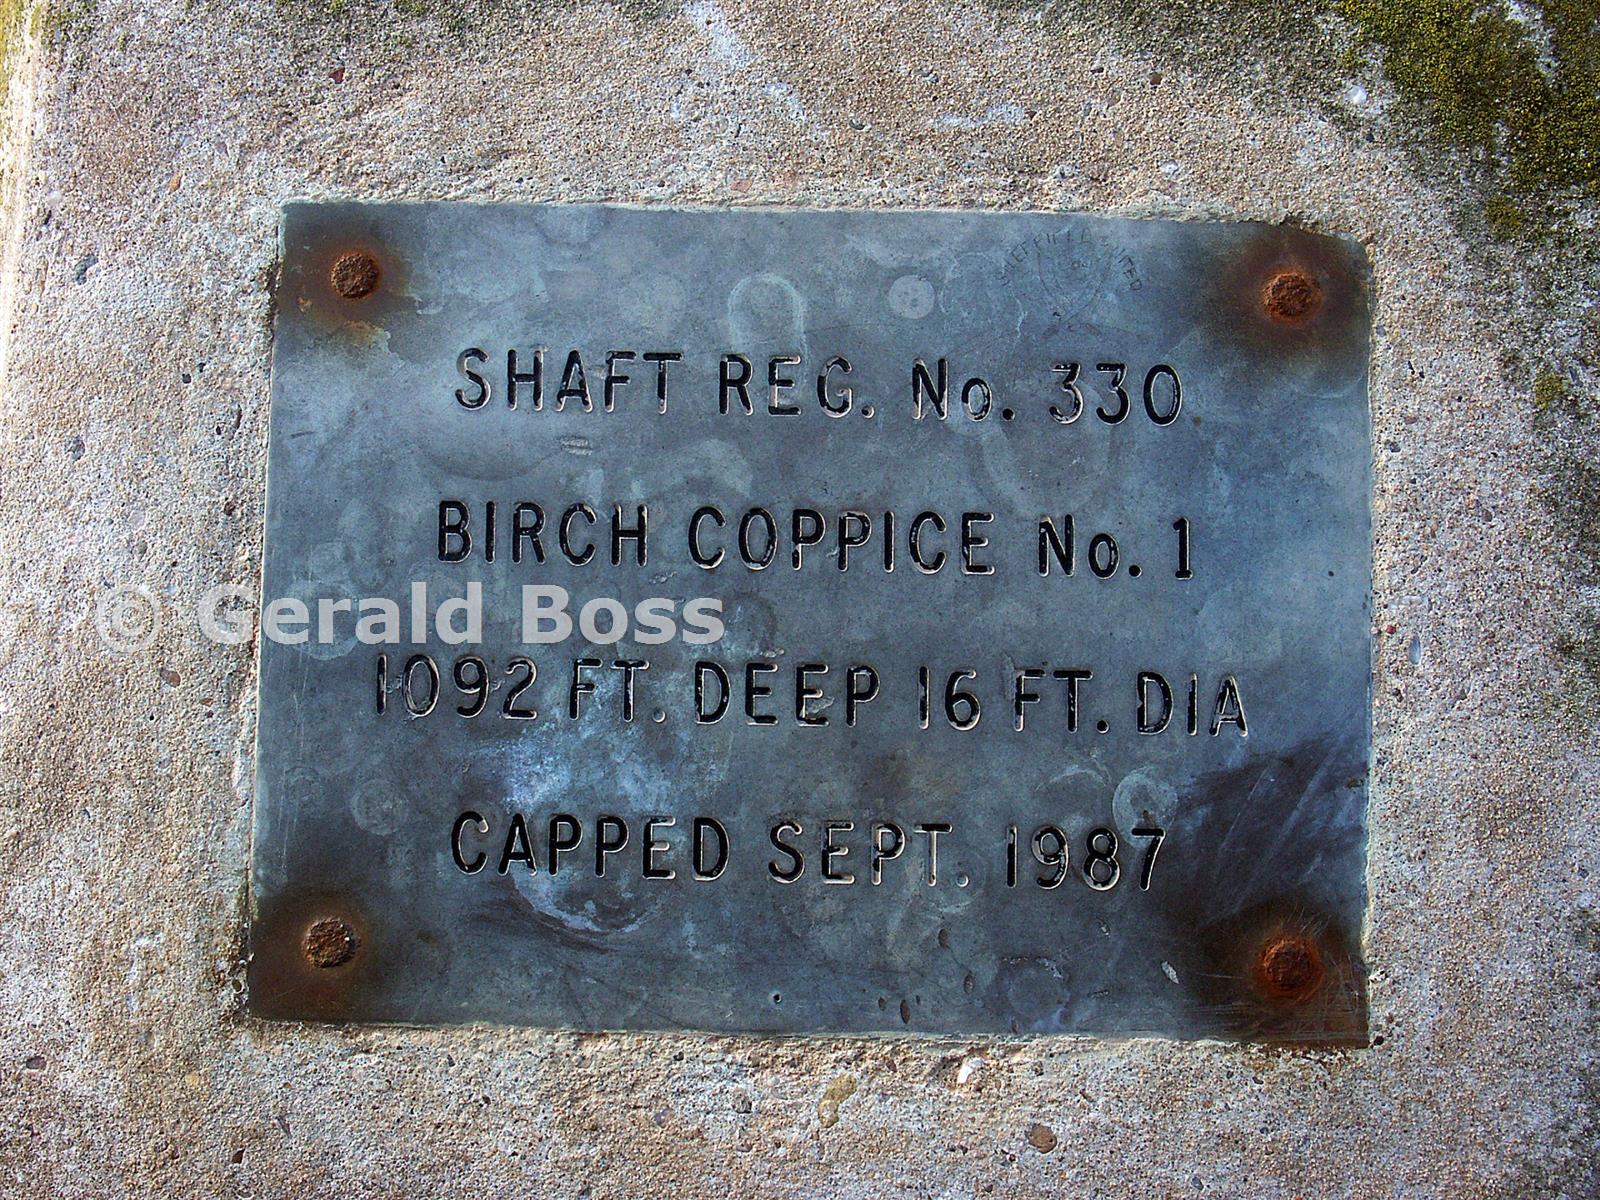 SHAFT REG. No. 330
BIRCH COPPICE No. 1
© Gerald Boss
1092 FT. DEEP 16 FT. DIA
CAPPED SEPT. 1987